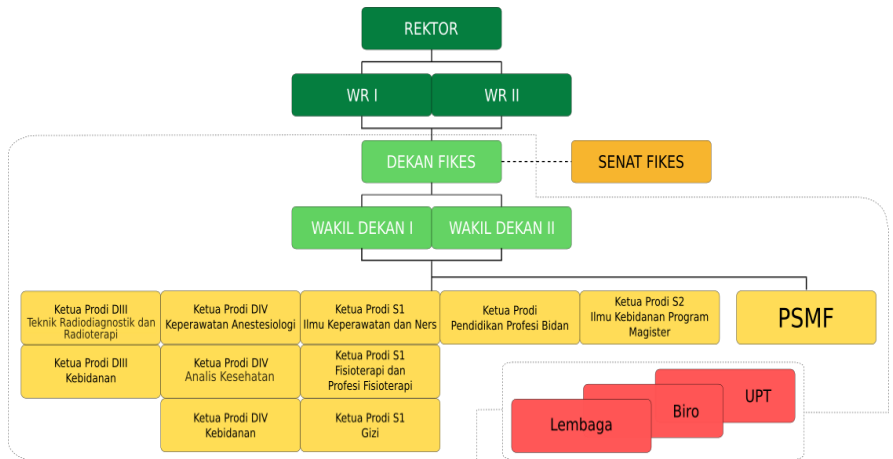 REKTOR
WR I
WR II
DEKAN FIKES
SENAT FIKES
WAKIL DEKAN I
WAKIL DEKAN II
Ketua Prodi DIII
Teknik Radiodiagnostik dan
Radioterapi
Ketua Prodi DIV
Keperawatan Anestesiologi
Ketua Prodi S1
Ilmu Keperawatan dan Ners
Ketua Prodi
Pendidikan Profesi Bidan
Ketua Prodi S2
Ilmu Kebidanan Program
Magister
PSMF
Ketua Prodi DIII
Kebidanan
Ketua Prodi DIV
Analis Kesehatan
Ketua Prodi S1
Fisioterapi dan
Profesi Fisioterapi
Ketua Prodi DIV
Kebidanan
Ketua Prodi S1
Gizi
Lembaga
Biro
UPT